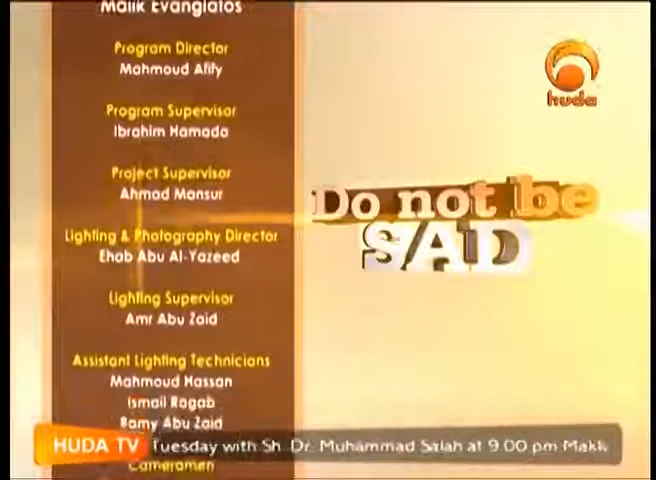 Malik Evangiatos
Program Director
Mahmoud Afify
Program Supervisor
Ibrahim Hamada
Project Supervisor
Ahmad Mansur
Lighting & Photography Director
Ehab Abu Al-Yazeed
Lighting Supervisor
Amr Abu Zaid
Assistant Lighting Technicians
Mahmoud Hassan
Ismail Ragab
Ramy Abu Zaid
Cameramen
huda
Do not be
SAD
HUDA TV Tuesday with Sh. Dr. Muhammad Salah at 9:00 pm Makk